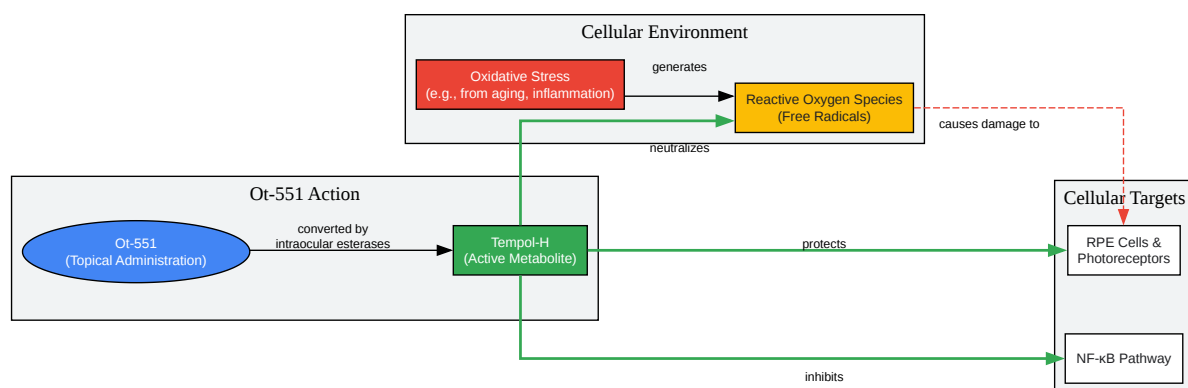 Cellular Environment
Oxidative Stress
(e.g., from aging, inflammation)
generates
Reactive Oxygen Species
(Free Radicals)
causes damage to
neutralizes
Ot-551 Action
Ot-551
(Topical Administration)
converted by
intraocular esterases
Tempol-H
(Active Metabolite)
protects
inhibits
Cellular Targets
RPE Cells &
Photoreceptors
NF-κB Pathway